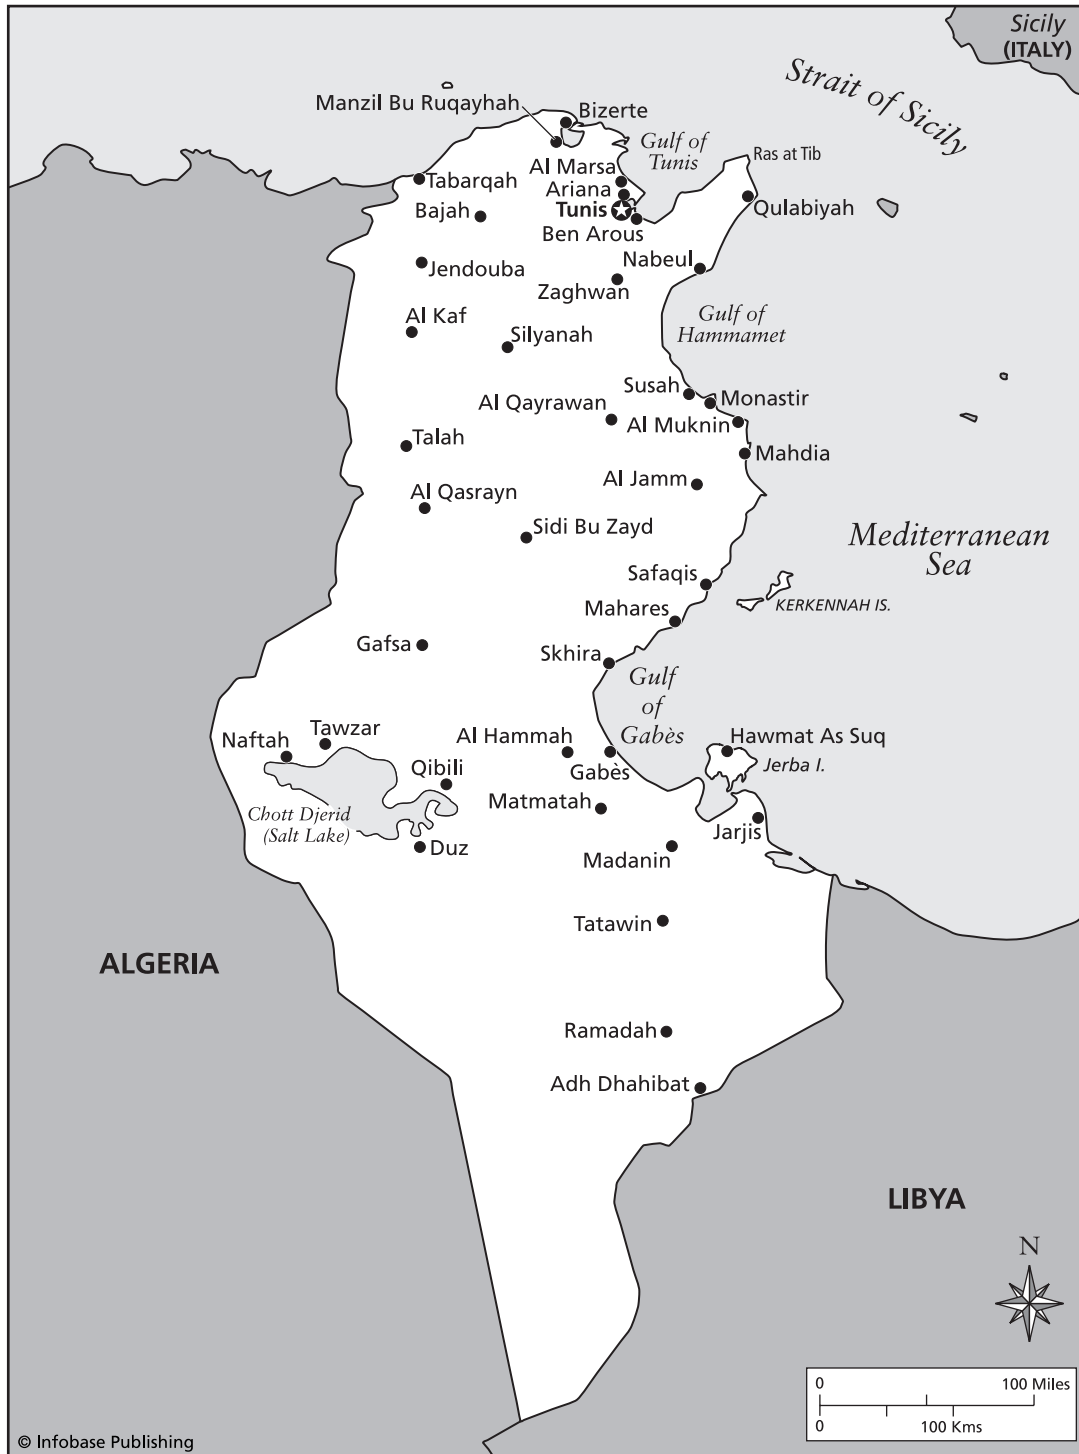 Sicily
(ITALY)
Strait of Sicily
Manzil Bu Ruqayhah
Bizerte
Gulf of
Tunis
Ras at Tib
Al Marsa
Tabarqah
Ariana
Bajah
Tunis
Qulabiyah
Ben Arous
Nabeul
Jendouba
Zaghwan
Al Kaf
Gulf of
Hammamet
Silyanah
Susah
Monastir
Al Qayrawan
Al Muknin
Talah
Mahdia
Al Jamm
Al Qasrayn
Sidi Bu Zayd
Mediterranean
Sea
Safaqis
KERKENNAH IS.
Mahares
Gafsa
Skhira
Gulf
of
Gabès
Tawzar
Naftah
Al Hammah
Hawmat As Suq
Jerba I.
Qibili
Gabès
Matmatah
Chott Djerid
(Salt Lake)
Jarjis
Duz
Madanin
Tatawin
ALGERIA
Ramadah
Adh Dhahibat
LIBYA
N
0 100 Miles
0 100 Kms
© Infobase Publishing